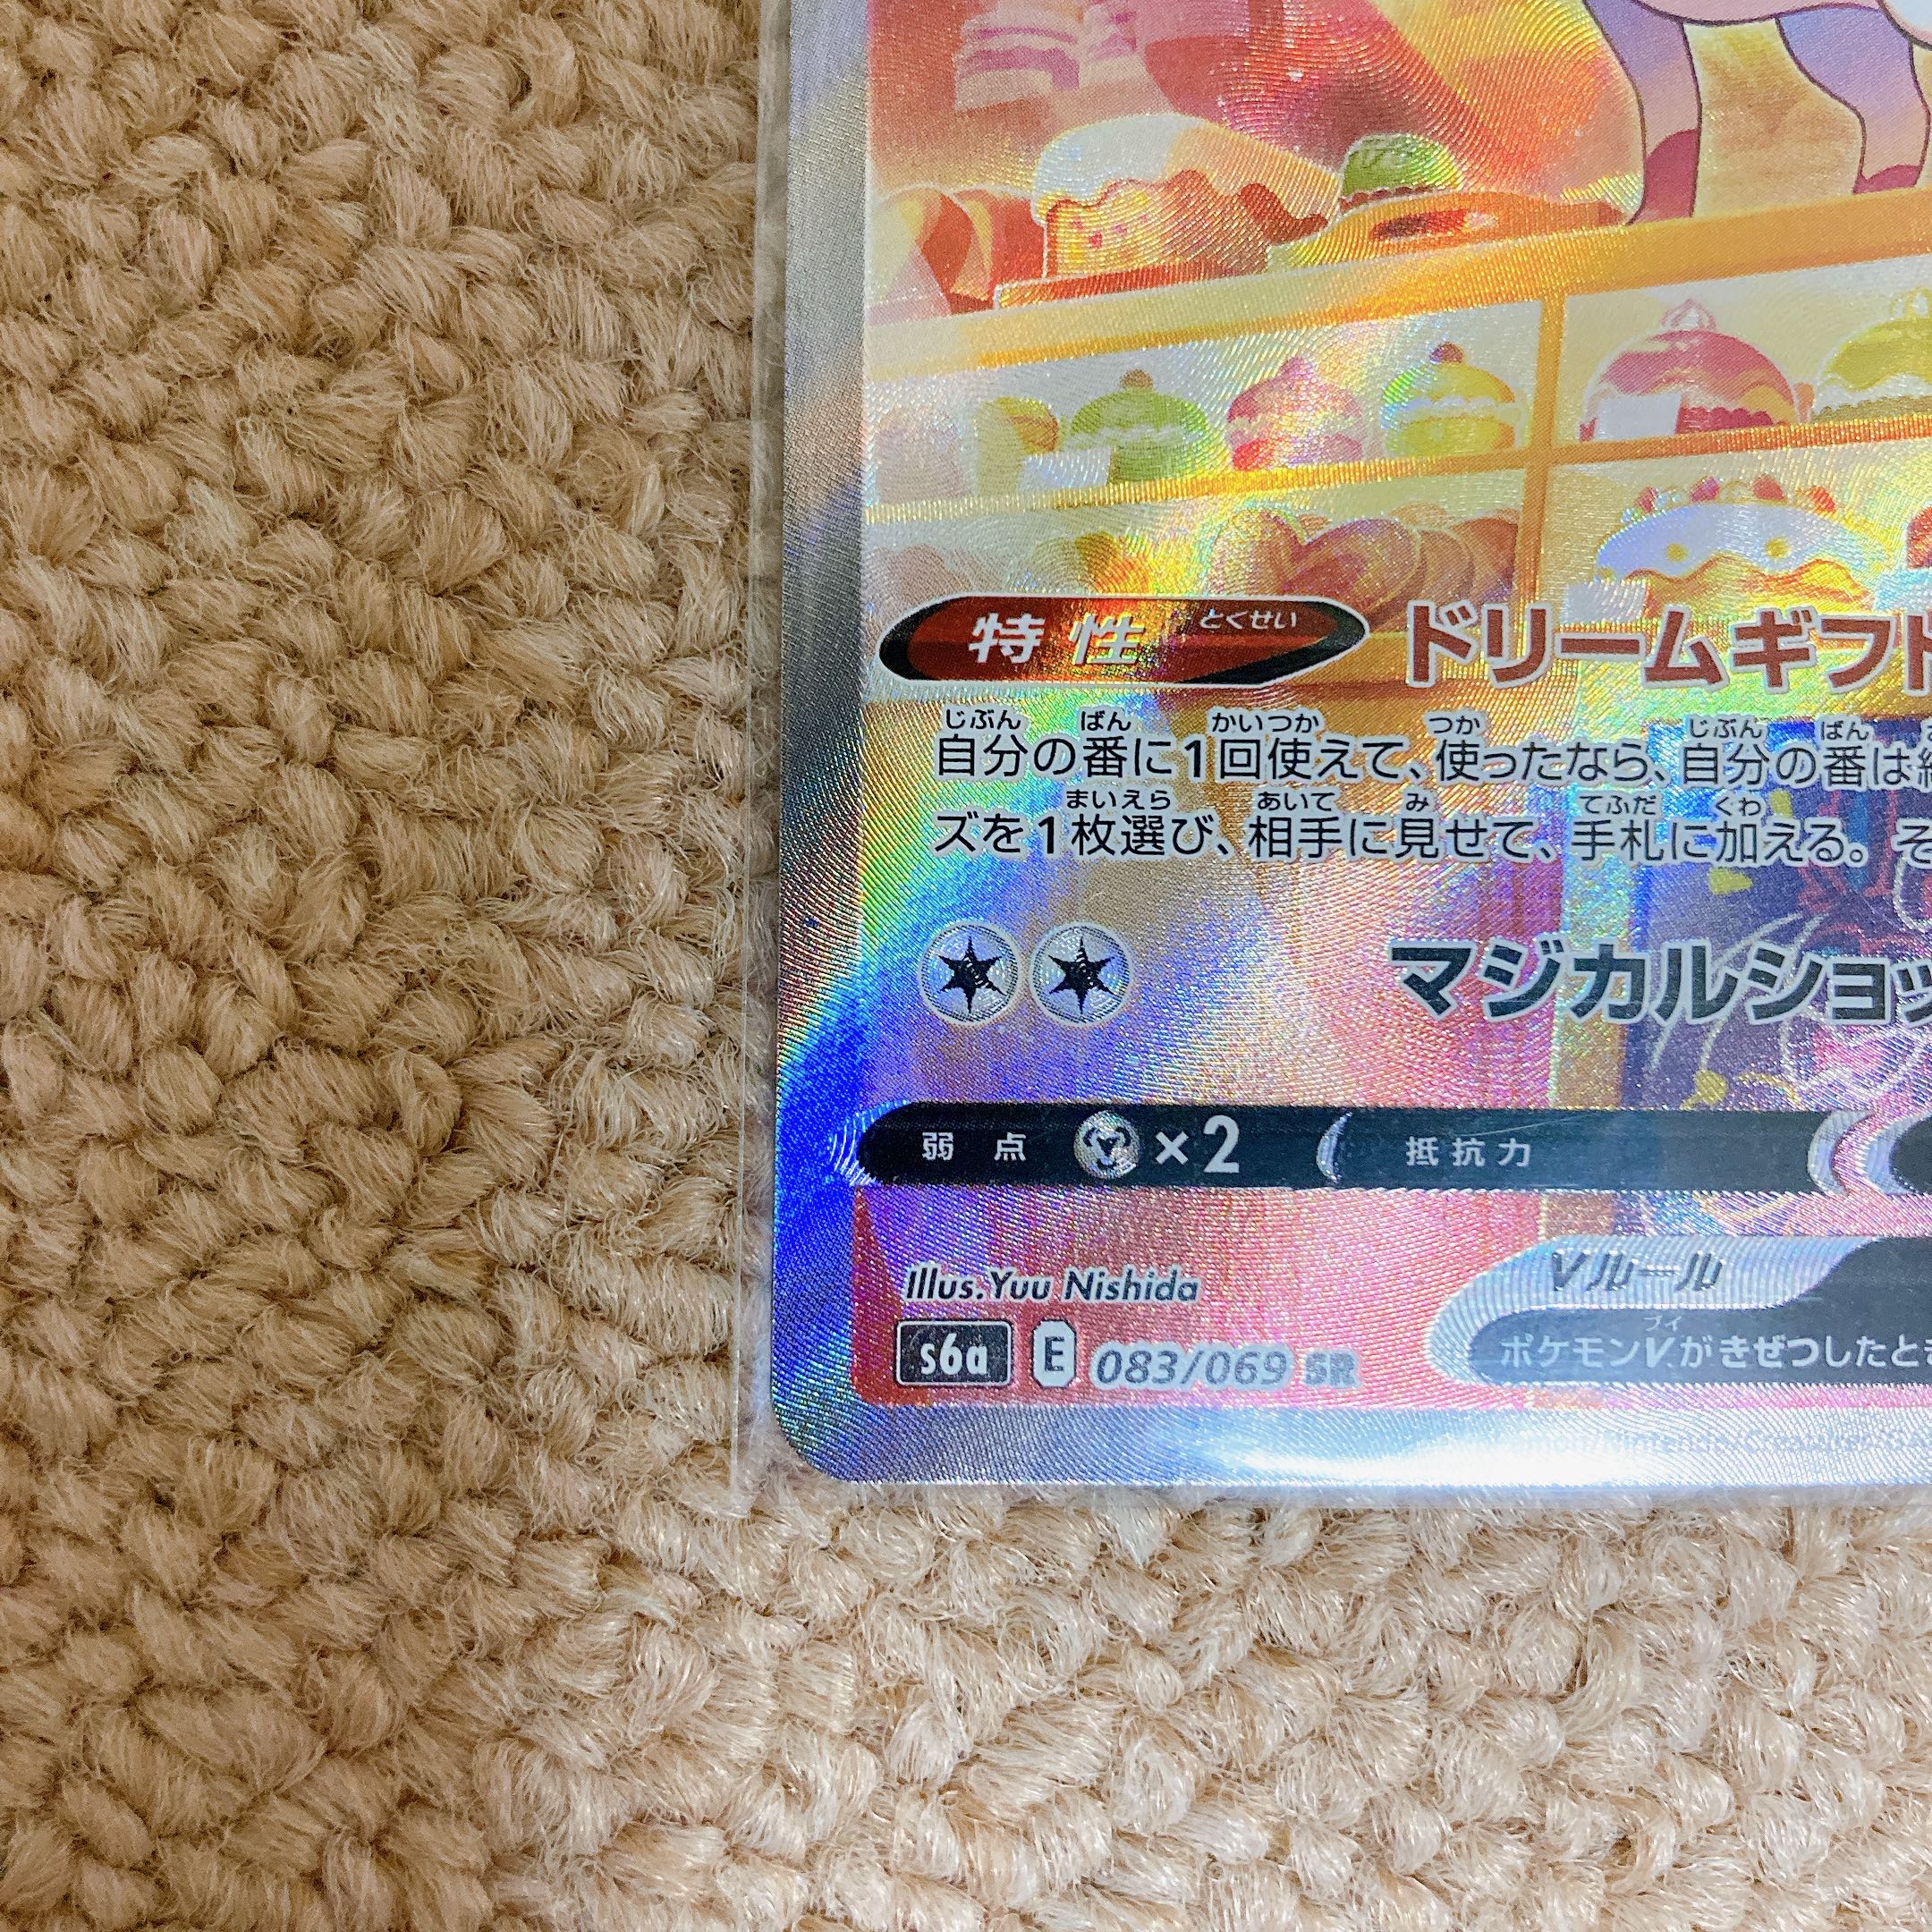 特性 とくせい ドリームギフト
じぶん ばん かいつか つか じぶん ばん
自分の番に1回使えて、使ったなら、自分の番は
まいえら あいて み てふだ くわ
ズを1枚選び、相手に見せて、手札に加える。そ
マジカルショッ
弱点 ×2 抵抗力
Illus.Yuu Nishida
Vルール
ブイ
s6a E 083/069 SR
ポケモンVがきぜつしたとき